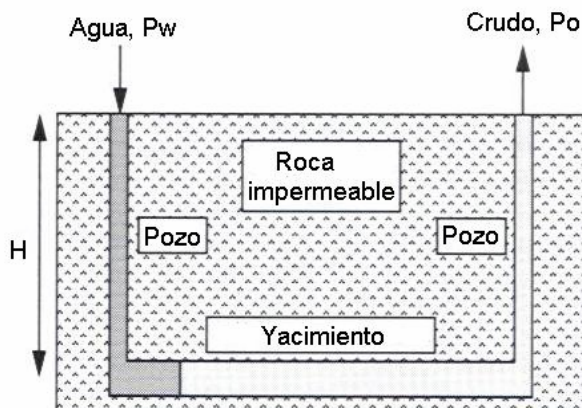 Agua, Pw
Crudo, Po
Roca
impermeable
H
Pozo
Pozo
Yacimiento